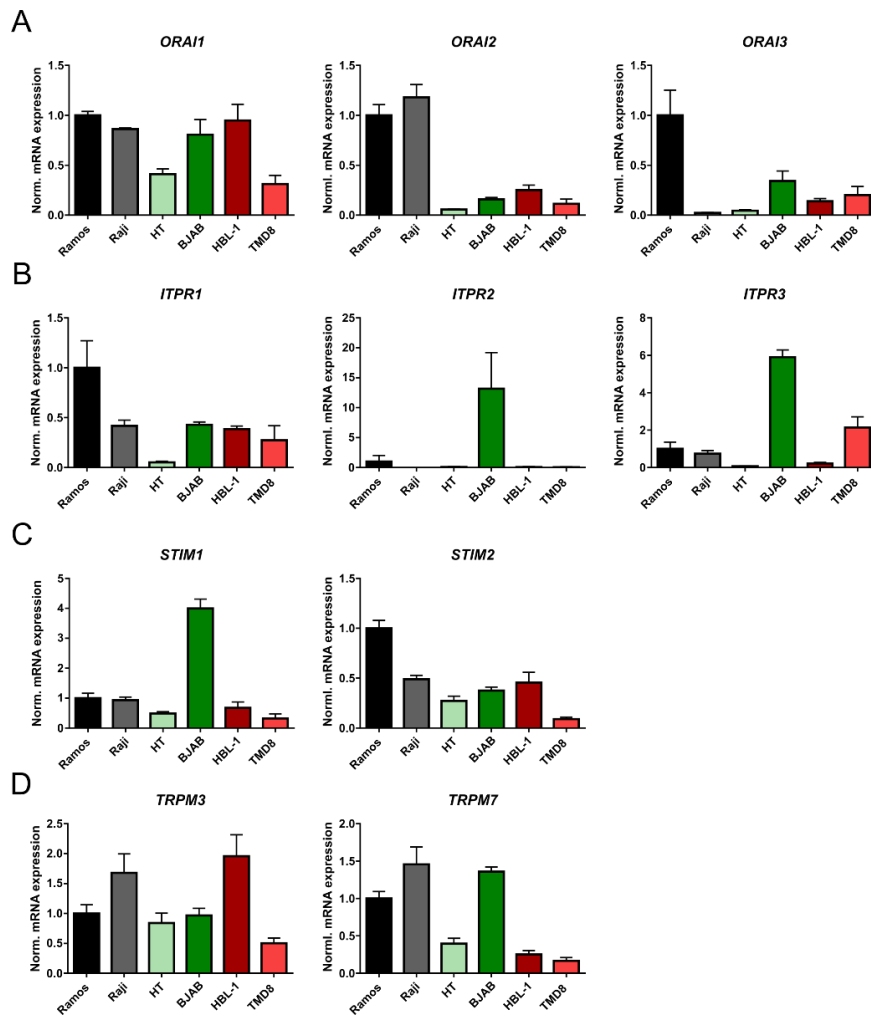 A
ORAI1
Norml. mRNA expression
1.5
1.0
0.5
0.0
Ramos
Raji
HT
BJAB
HBL-1
TMD8
ORAI2
Norml. mRNA expression
1.5
1.0
0.5
0.0
Ramos
Raji
HT
BJAB
HBL-1
TMD8
ORAI3
Norml. mRNA expression
1.5
1.0
0.5
0.0
Ramos
Raji
HT
BJAB
HBL-1
TMD8
B
ITPR1
Norml. mRNA expression
1.5
1.0
0.5
0.0
Ramos
Raji
HT
BJAB
HBL-1
TMD8
ITPR2
Norm. mRNA expression
25
20
15
10
5
0
Ramos
Raji
HT
BJAB
HBL-1
TMD8
ITPR3
Norm. mRNA expression
8
6
4
2
0
Ramos
Raji
HT
BJAB
HBL-1
TMD8
C
STIM1
Norm. mRNA expression
5
4
3
2
1
0
Ramos
Raji
HT
BJAB
HBL-1
TMD8
STIM2
Norml. mRNA expression
1.5
1.0
0.5
0.0
Ramos
Raji
HT
BJAB
HBL-1
TMD8
D
TRPM3
Norml. mRNA expression
2.5
2.0
1.5
1.0
0.5
0.0
Ramos
Raji
HT
BJAB
HBL-1
TMD8
TRPM7
Norml. mRNA expression
2.0
1.5
1.0
0.5
0.0
Ramos
Raji
HT
BJAB
HBL-1
TMD8